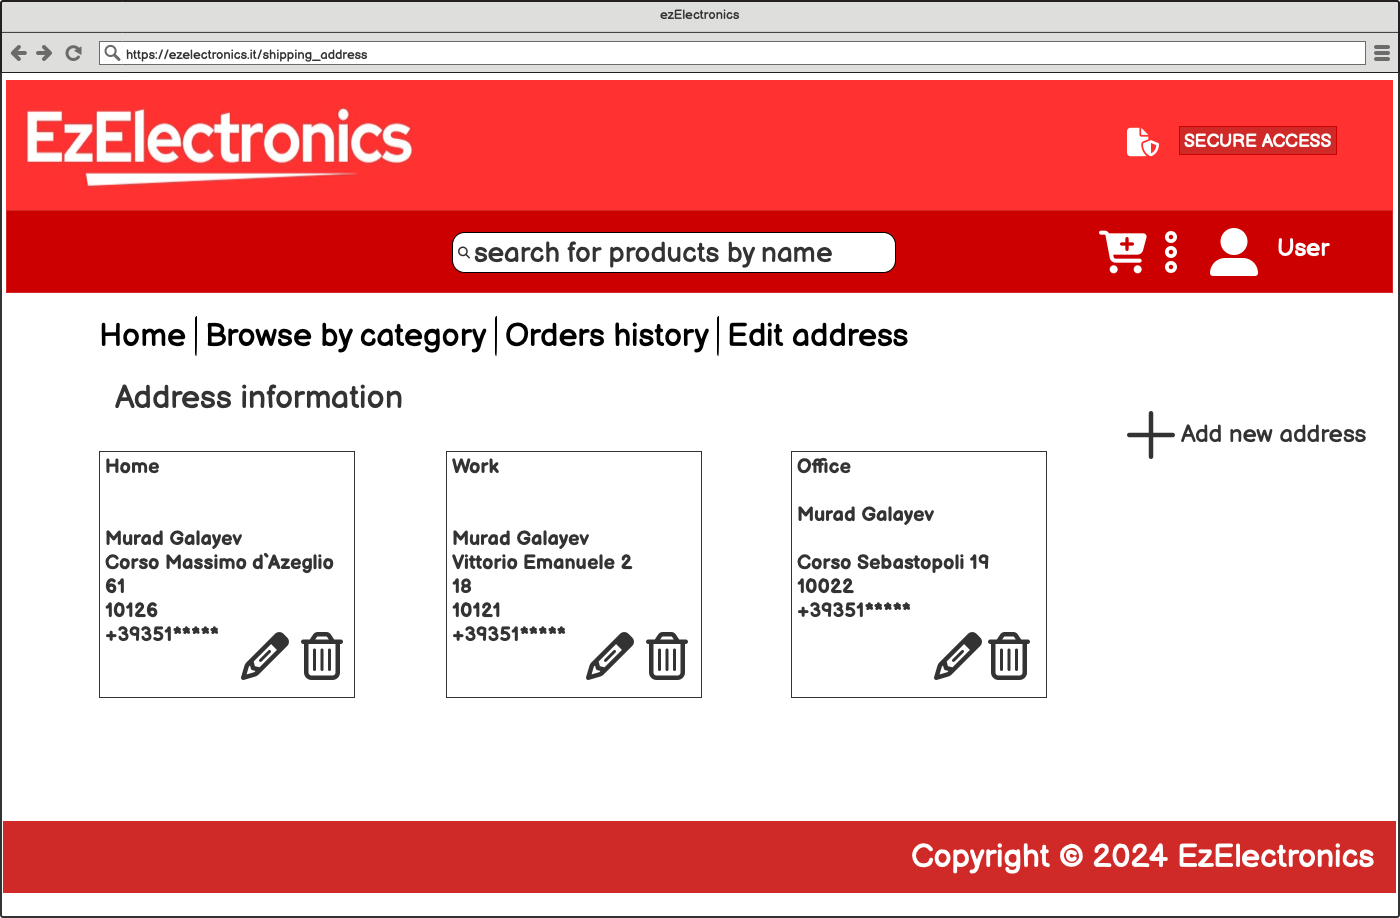 ezElectronics
https://ezelectronics.it/shipping_address
EzElectronics
SECURE ACCESS
search for products by name
User
Home
Browse by category
Orders history
Edit address
Address information
Add new address
Home
Murad Galayev
Corso Massimo d`Azeglio
61
10126
+39351*****
Work
Murad Galayev
Vittorio Emanuele 2
18
10121
+39351*****
Office
Murad Galayev
Corso Sebastopoli 19
10022
+39351*****
Copyright © 2024 EzElectronics